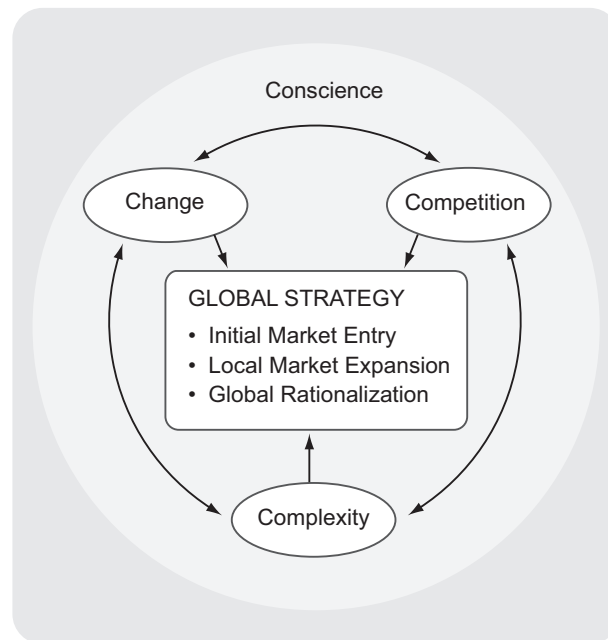 Conscience
Change
Competition
GLOBAL STRATEGY
• Initial Market Entry
• Local Market Expansion
• Global Rationalization
Complexity